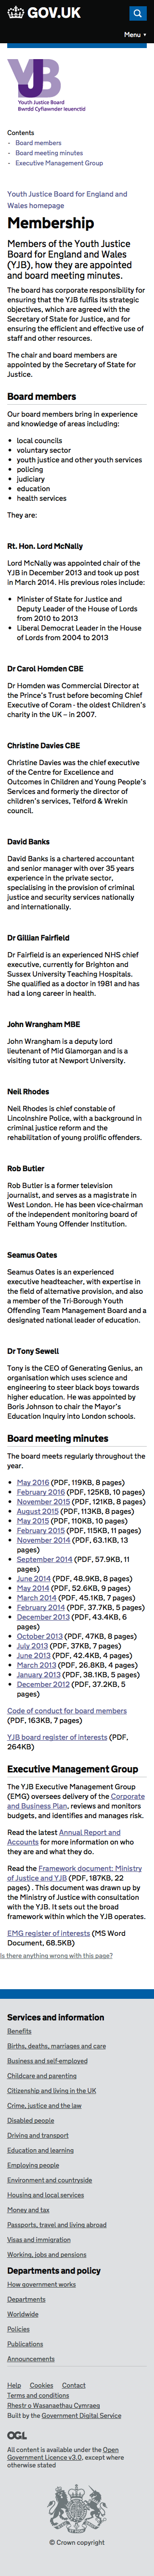 GOV.UK
Menu ▼
YJB
Youth Justice Board
Bwrdd Cyfiawnder Ieuenctid
Contents
- Board members
- Board meeting minutes
- Executive Management Group
Youth Justice Board for England and
Wales homepage
Membership
Members of the Youth Justice
Board for England and Wales
(YJB), how they are appointed
and board meeting minutes.
The board has corporate responsibility for
ensuring that the YJB fulfils its strategic
objectives, which are agreed with the
Secretary of State for Justice, and for
ensuring the efficient and effective use of
staff and other resources.
The chair and board members are
appointed by the Secretary of State for
Justice.
Board members
Our board members bring in experience
and knowledge of areas including:
• local councils
• voluntary sector
• youth justice and other youth services
• policing
• judiciary
• education
• health services
They are:
Rt. Hon. Lord McNally
Lord McNally was appointed chair of the
YJB in December 2013 and took up post
in March 2014. His previous roles include:
• Minister of State for Justice and
Deputy Leader of the House of Lords
from 2010 to 2013
• Liberal Democrat Leader in the House
of Lords from 2004 to 2013
Dr Carol Homden CBE
Dr Homden was Commercial Director at
the Prince's Trust before becoming Chief
Executive of Coram - the oldest Children's
charity in the UK – in 2007.
Christine Davies CBE
Christine Davies was the chief executive
of the Centre for Excellence and
Outcomes in Children and Young People's
Services and formerly the director of
children's services, Telford & Wrekin
council.
David Banks
David Banks is a chartered accountant
and senior manager with over 35 years
experience in the private sector,
specialising in the provision of criminal
justice and security services nationally
and internationally.
Dr Gillian Fairfield
Dr Fairfield is an experienced NHS chief
executive, currently for Brighton and
Sussex University Teaching Hospitals.
She qualified as a doctor in 1981 and has
had a long career in health.
John Wrangham MBE
John Wrangham is a deputy lord
lieutenant of Mid Glamorgan and is a
visiting tutor at Newport University.
Neil Rhodes
Neil Rhodes is chief constable of
Lincolnshire Police, with a background in
criminal justice reform and the
rehabilitation of young prolific offenders.
Rob Butler
Rob Butler is a former television
journalist, and serves as a magistrate in
West London. He has been vice-chairman
of the independent monitoring board of
Feltham Young Offender Institution.
Seamus Oates
Seamus Oates is an experienced
executive headteacher, with expertise in
the field of alternative provision, and also
a member of the Tri-Borough Youth
Offending Team Management Board and a
designated national leader of education.
Dr Tony Sewell
Tony is the CEO of Generating Genius, an
organisation which uses science and
engineering to steer black boys towards
higher education. He was appointed by
Boris Johnson to chair the Mayor's
Education Inquiry into London schools.
Board meeting minutes
The board meets regularly throughout the
year.
• May 2016 (PDF, 119KB, 8 pages)
• February 2016 (PDF, 125KB, 10 pages)
• November 2015 (PDF, 121KB, 8 pages)
• August 2015 (PDF, 113KB, 8 pages)
• May 2015 (PDF, 110KB, 10 pages)
• February 2015 (PDF, 115KB, 11 pages)
• November 2014 (PDF, 63.1KB, 13
pages)
• September 2014 (PDF, 57.9KB, 11
pages)
• June 2014 (PDF, 48.9KB, 8 pages)
• May 2014 (PDF, 52.6KB, 9 pages)
• March 2014 (PDF, 45.1KB, 7 pages)
• February 2014 (PDF, 37.7KB, 5 pages)
• December 2013 (PDF, 43.4KB, 6
pages)
• October 2013 (PDF, 47KB, 8 pages)
• July 2013 (PDF, 37KB, 7 pages)
• June 2013 (PDF, 42.4KB, 4 pages)
• March 2013 (PDF, 26.8KB, 4 pages)
• January 2013 (PDF, 38.1KB, 5 pages)
• December 2012 (PDF, 37.2KB, 5
pages)
Code of conduct for board members
(PDF, 163KB, 7 pages)
YJB board register of interests (PDF,
264KB)
Executive Management Group
The YJB Executive Management Group
(EMG) oversees delivery of the Corporate
and Business Plan, reviews and monitors
budgets, and identifies and manages risk.
Read the latest Annual Report and
Accounts for more information on who
we are and what we do.
Read the Framework document: Ministry
of Justice and YJB (PDF, 187KB, 22
pages) . This document was drawn up by
the Ministry of Justice in consultation
with the YJB. It sets out the broad
framework within which the YJB operates.
EMG register of interests (MS Word
Document, 68.5KB)
Is there anything wrong with this page?
Services and information
Benefits
Births, deaths, marriages and care
Business and self-employed
Childcare and parenting
Citizenship and living in the UK
Crime, justice and the law
Disabled people
Driving and transport
Education and learning
Employing people
Environment and countryside
Housing and local services
Money and tax
Passports, travel and living abroad
Visas and immigration
Working, jobs and pensions
Departments and policy
How government works
Departments
Worldwide
Policies
Publications
Announcements
Help Cookies Contact
Terms and conditions
Rhestr o Wasanaethau Cymraeg
Built by the Government Digital Service
OGL
All content is available under the Open
Government Licence v3.0, except where
otherwise stated
© Crown copyright